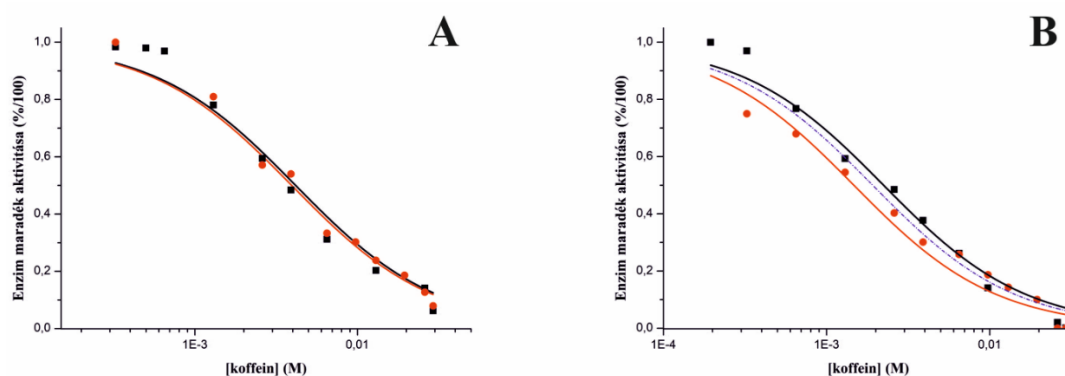 A
Enzim maradék aktivitása (%/100)
1,0
0,8
0,6
0,4
0,2
0,0
1E-3
0,01
[koffein] (M)
B
Enzim maradék aktivitása (%/100)
1,0
0,8
0,6
0,4
0,2
0,0
1E-4
1E-3
0,01
[koffein] (M)